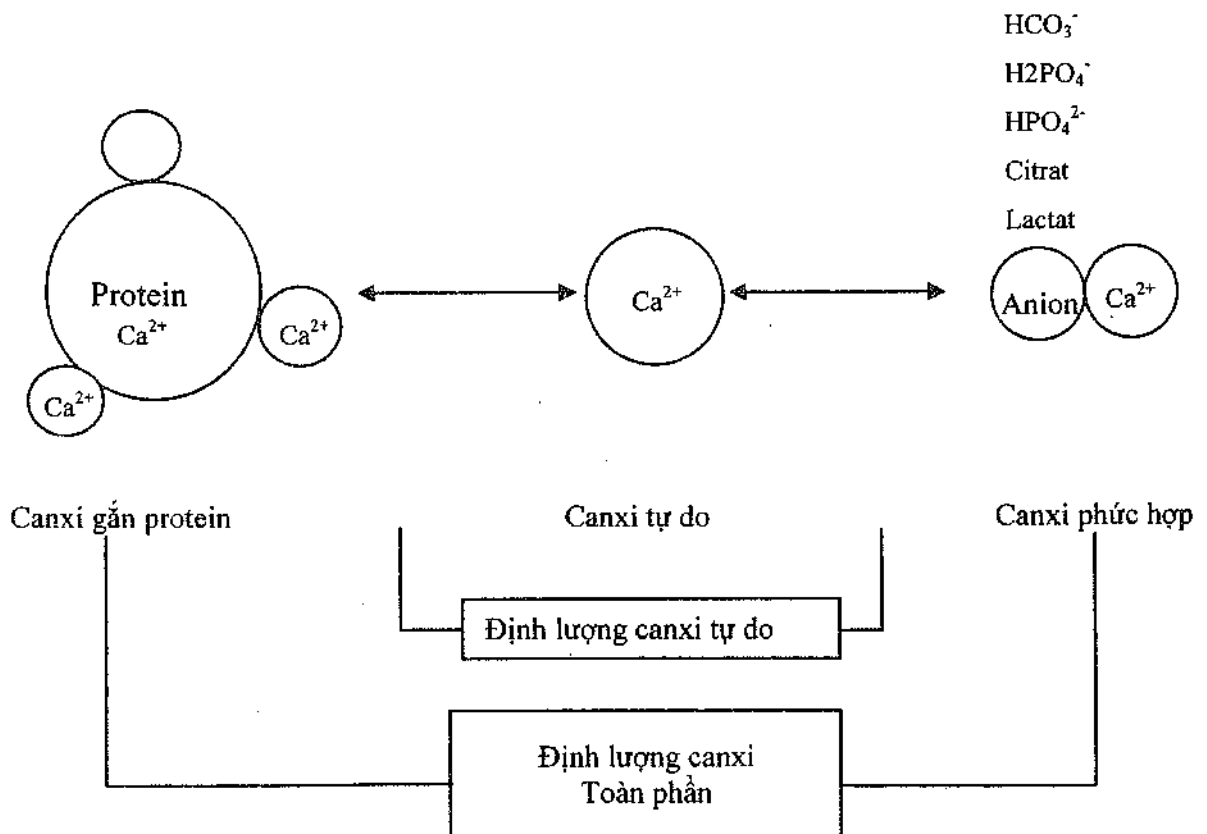 HCO₃⁻
H2PO₄⁻
HPO₄²⁻
Citrat
Lactat
Protein
Ca²⁺
Ca²⁺
Ca²⁺
Ca²⁺
Anion
Ca²⁺
Canxi gắn protein
Canxi tự do
Canxi phức hợp
Định lượng canxi tự do
Định lượng canxi
Toàn phần